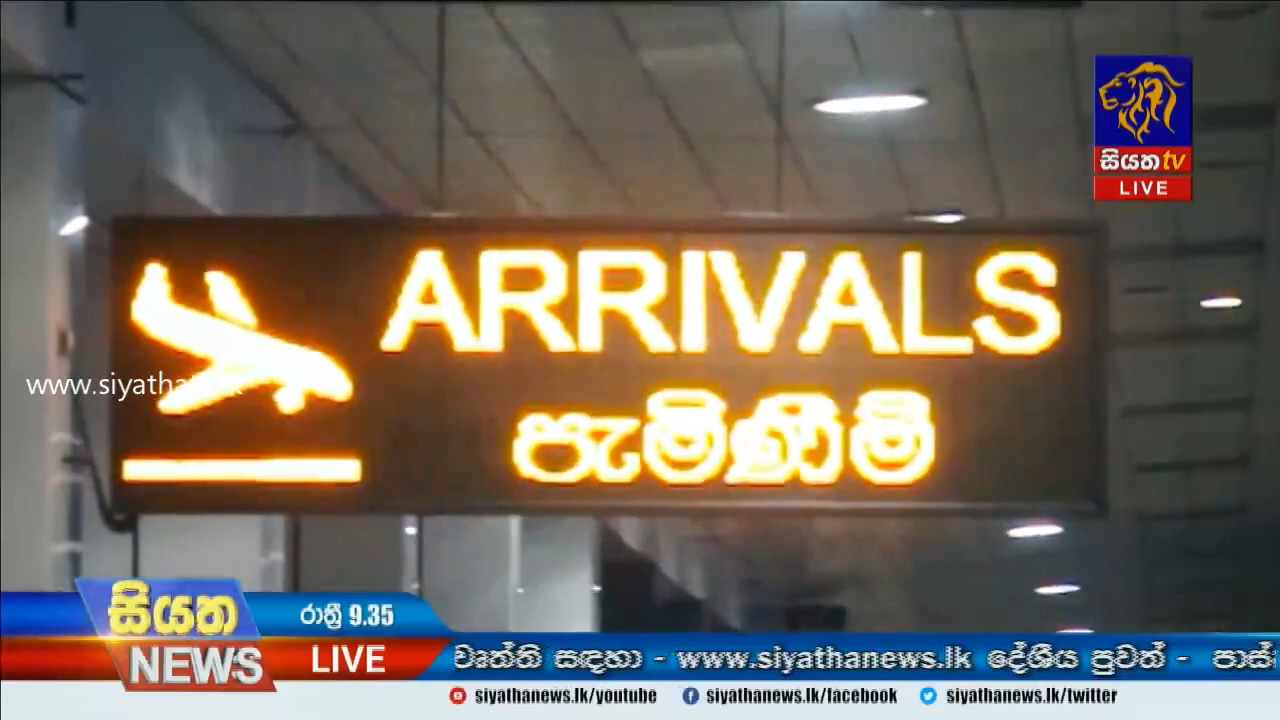 සියත tv
LIVE
ARRIVALS
පැමිණීම්
www.siyatha
සියත
NEWS
රාත්‍රී 9.35
LIVE
වෘත්ති සඳහා - www.siyathanews.lk දේශීය පුවත් -
siyathanews.lk/youtube siyathanews.lk/facebook siyathanews.lk/twitter